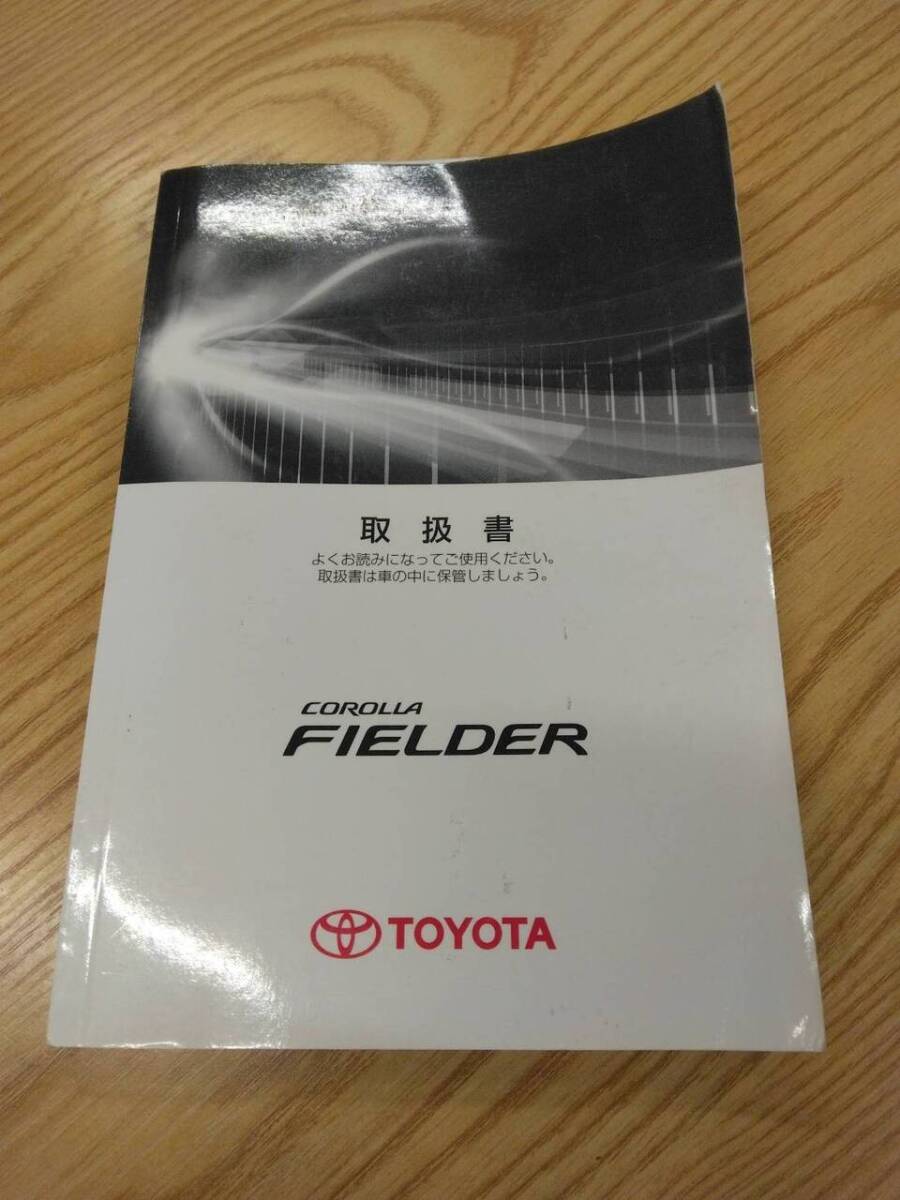 取扱書
よくお読みになってご使用ください。
取扱書は車の中に保管しましょう。
COROLLA
FIELDER
TOYOTA